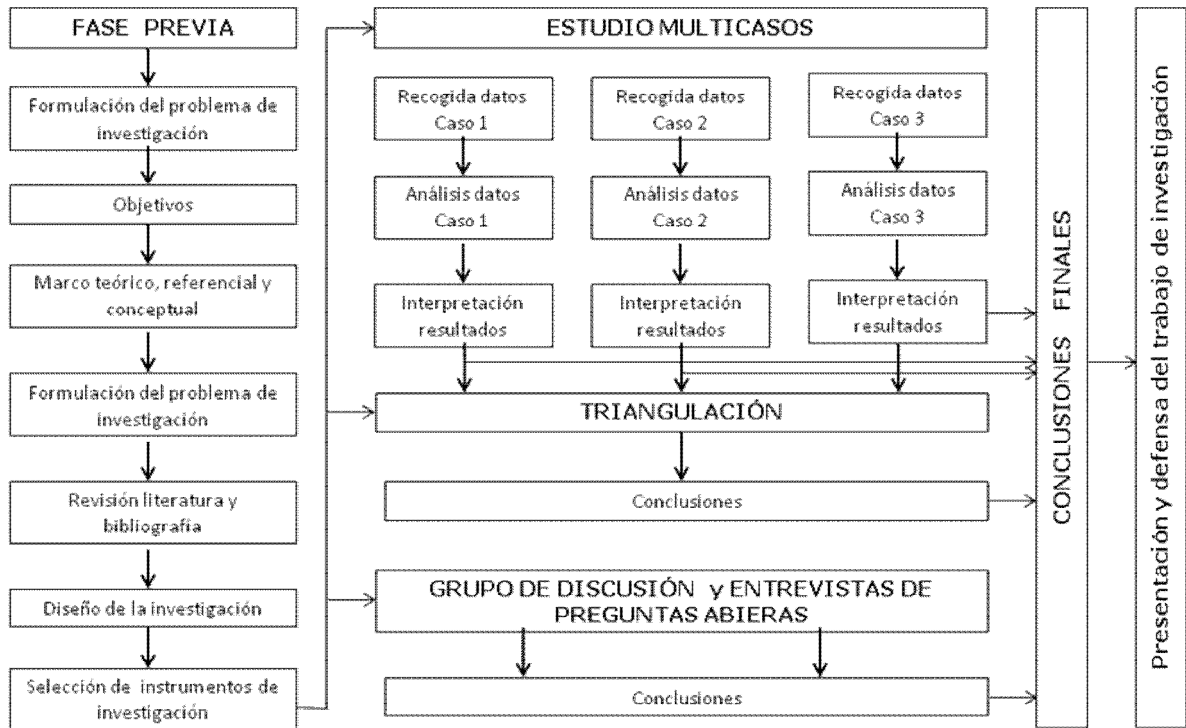 FASE PREVIA
Formulación del problema de
investigación
Objetivos
Marco teórico, referencial y
conceptual
Formulación del problema de
investigación
Revisión literatura y
bibliografía
Diseño de la investigación
Selección de instrumentos de
investigación
ESTUDIO MULTICASOS
Recogida datos
Caso 1
Análisis datos
Caso 1
Interpretación
resultados
Recogida datos
Caso 2
Análisis datos
Caso 2
Interpretación
resultados
Recogida datos
Caso 3
Análisis datos
Caso 3
Interpretación
resultados
TRIANGULACIÓN
Conclusiones
GRUPO DE DISCUSIÓN y ENTREVISTAS DE
PREGUNTAS ABIERAS
Conclusiones
CONCLUSIONES FINALES
Presentación y defensa del trabajo de investigación